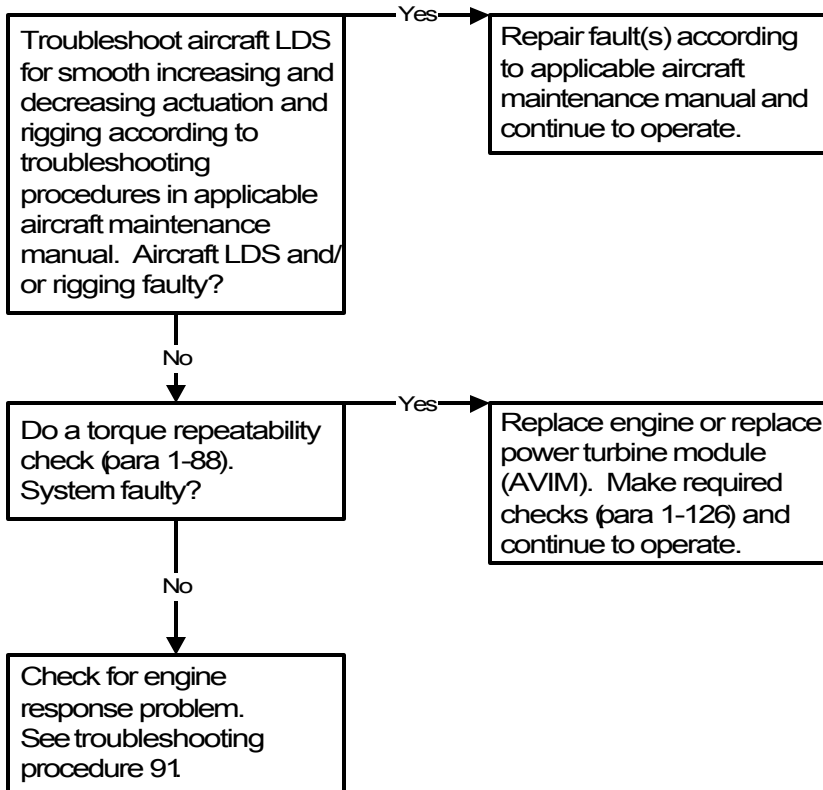 Troubleshoot aircraft LDS
for smooth increasing and
decreasing actuation and
rigging according to
troubleshooting
procedures in applicable
aircraft maintenance
manual. Aircraft LDS and/
or rigging faulty?
Yes
Repair fault(s) according
to applicable aircraft
maintenance manual and
continue to operate.
No
Do a torque repeatability
check (para 1-88).
System faulty?
Yes
Replace engine or replace
power turbine module
(AVIM). Make required
checks (para 1-126) and
continue to operate.
No
Check for engine
response problem.
See troubleshooting
procedure 91.